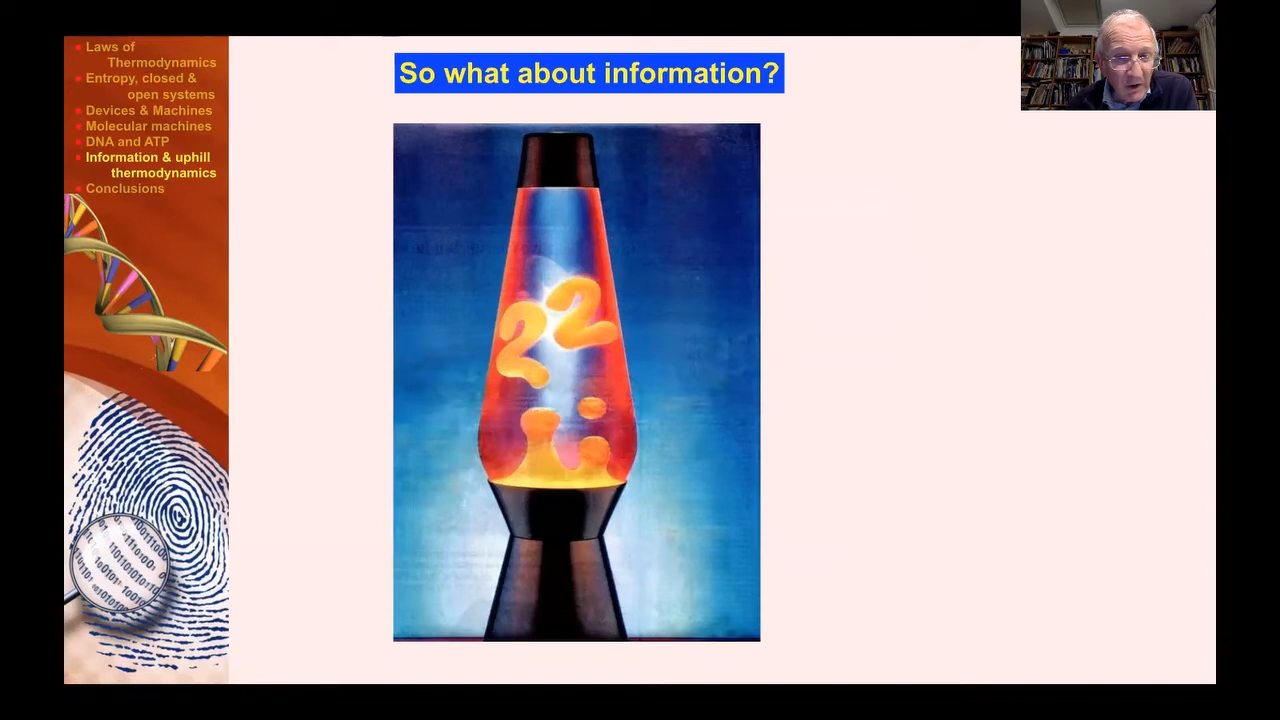 Laws of
Thermodynamics
Entropy, closed &
open systems
Devices & Machines
Molecular machines
DNA and ATP
Information & uphill
thermodynamics
Conclusions
So what about information?
22